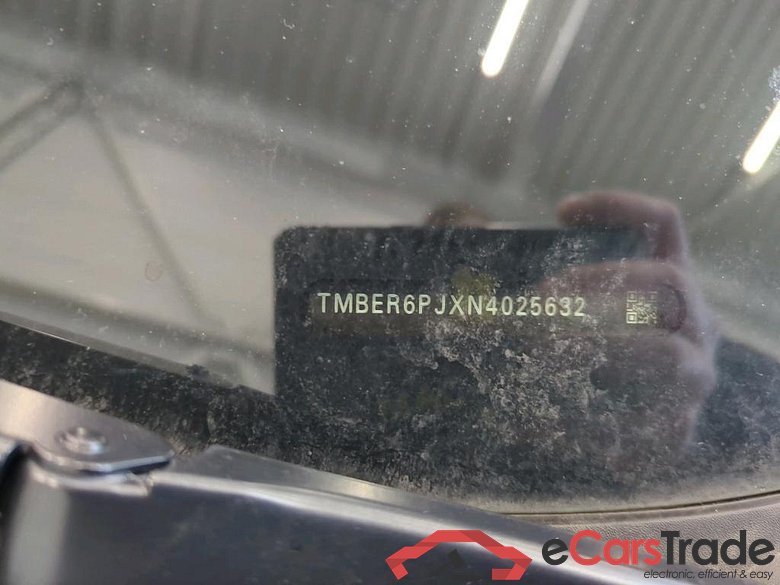 TMBER6PJXN4025632
eCarsTrade
electronic, efficient & easy